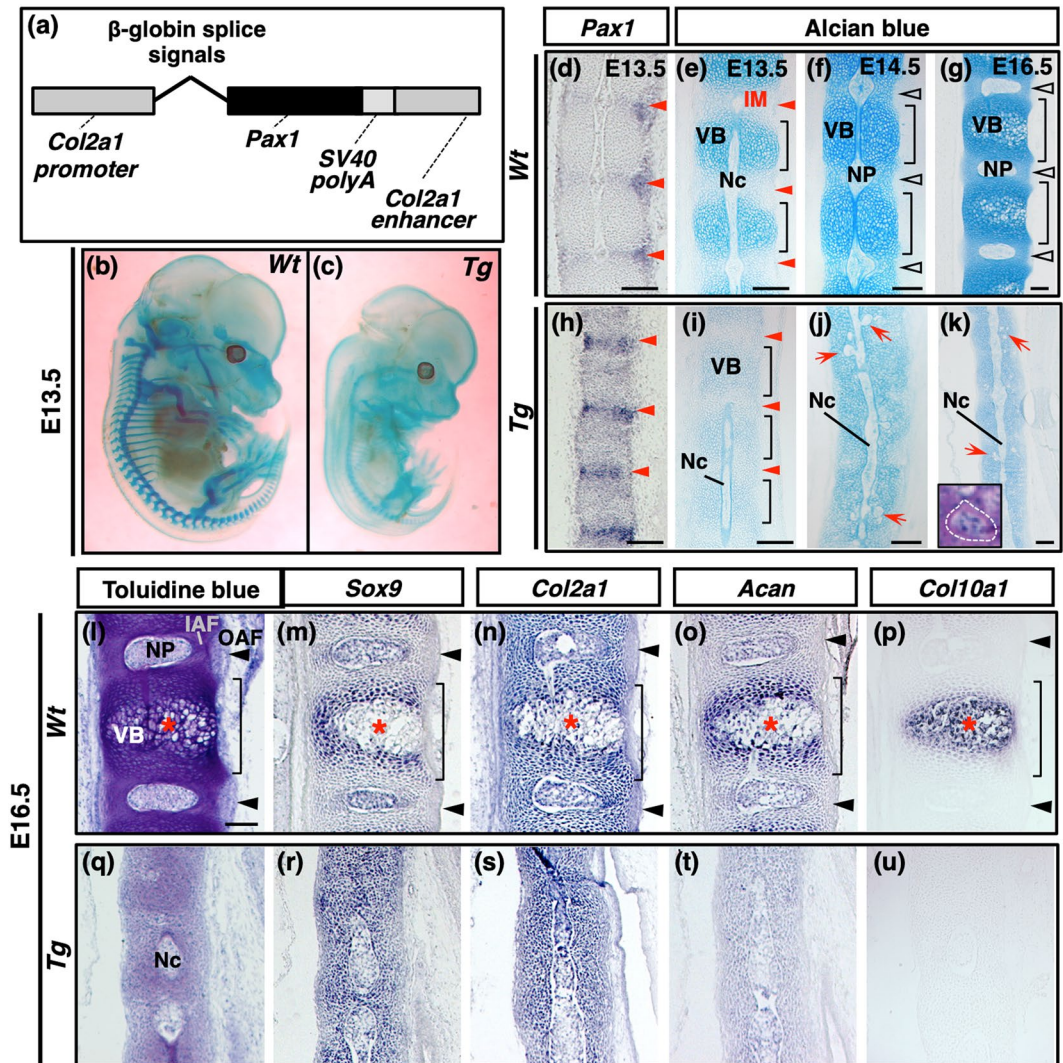 (a)
β-globin splice
signals
Col2a1
promoter
Pax1
SV40
polyA
Col2a1
enhancer
E13.5
(b) Wt
(c) Tg
Pax1
Alcian blue
Wt
(d) E13.5
(e) E13.5
IM
VB
Nc
(f) E14.5
VB
NP
(g) E16.5
Tg
(h)
(i)
VB
Nc
(j)
Nc
(k)
Nc
Toluidine blue
Sox9
Col2a1
Acan
Col10a1
E16.5
Wt
(l)
IAF
OAF
NP
VB
*
(m)
*
(n)
*
(o)
*
(p)
*
Tg
(q)
Nc
(r)
(s)
(t)
(u)